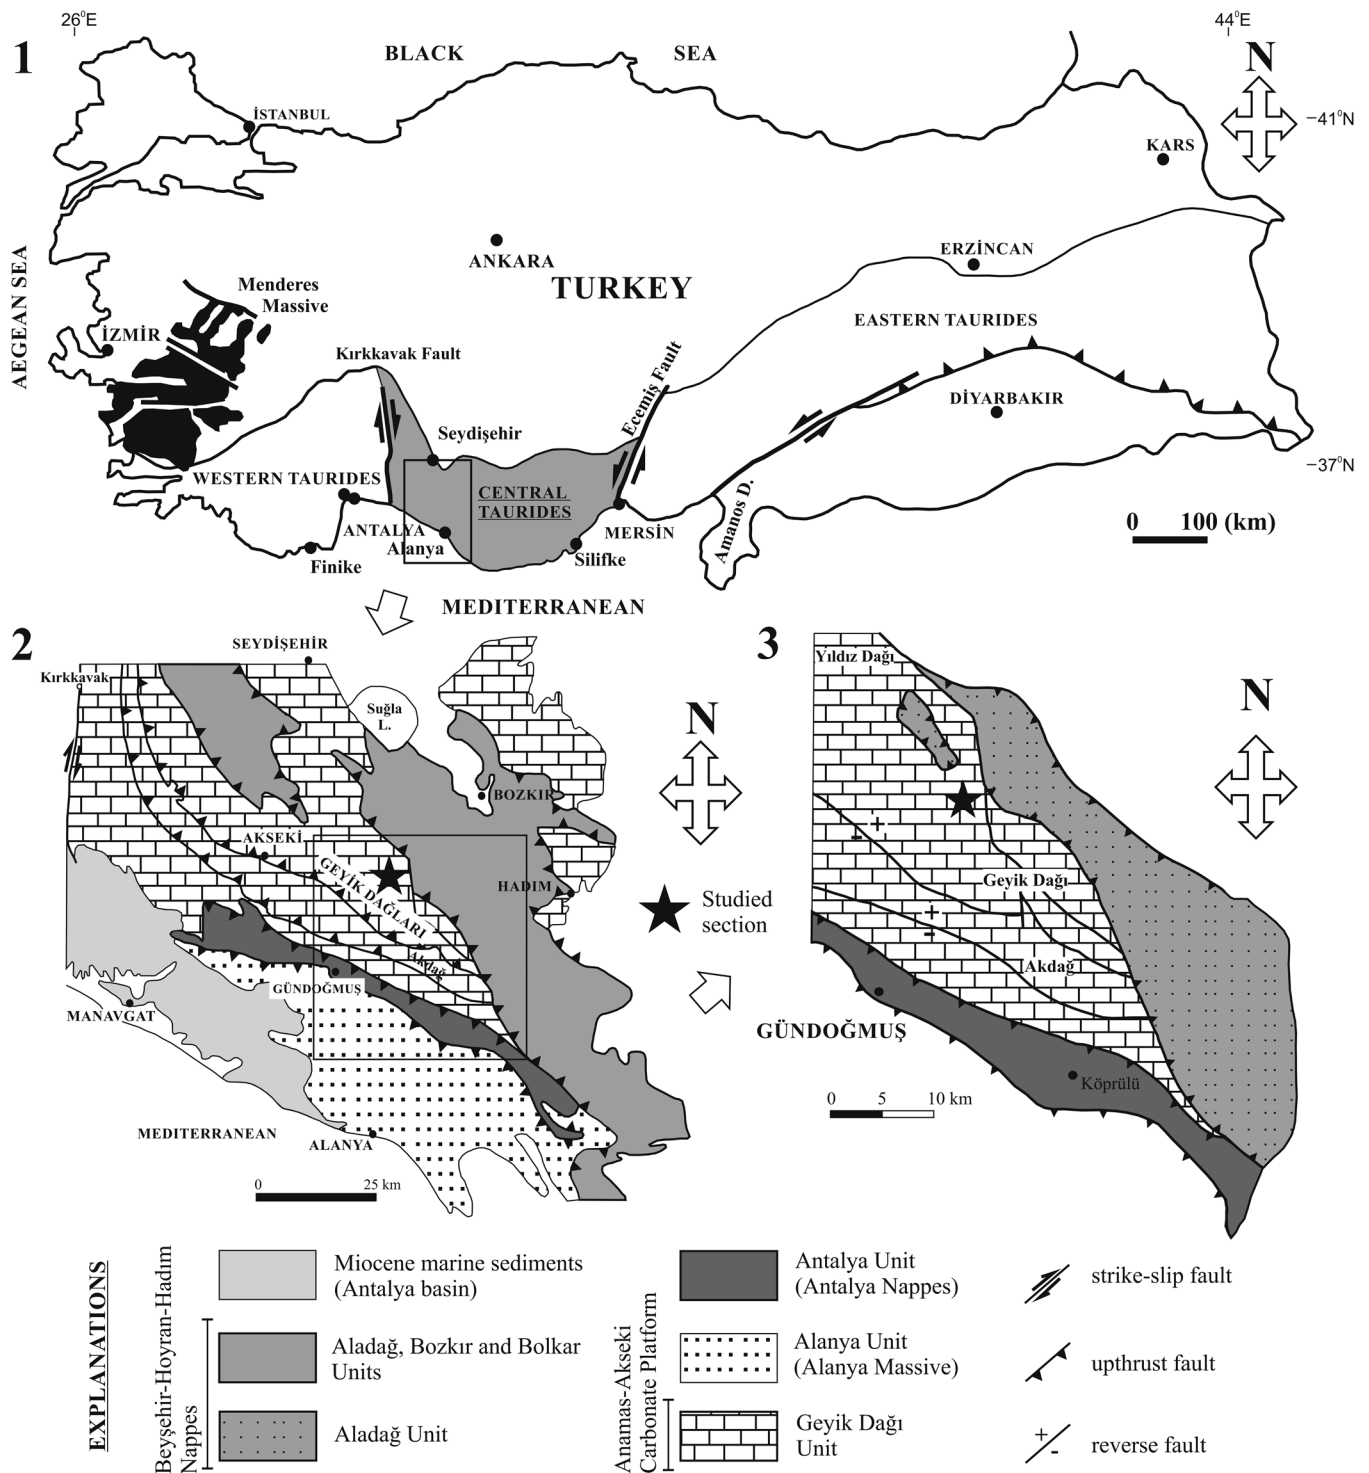 26⁰E
44⁰E
1
BLACK SEA
N
İSTANBUL
41⁰N
KARS
AEGEAN SEA
ANKARA
ERZİNCAN
TURKEY
Menderes
Massive
İZMİR
EASTERN TAURIDES
Kırkkavak Fault
Ecemiş Fault
DİYARBAKIR
Seydişehir
37⁰N
WESTERN TAURIDES
CENTRAL
TAURIDES
ANTALYA
Alanya
MERSİN
Amanos D.
0 100 (km)
Finike
Silifke
MEDITERRANEAN
2
SEYDİŞEHİR
Kırkkavak
Suğla
L.
N
BOZKIR
AKSEKİ
GEYİK DAĞLARI
HADIM
Akdağ
GÜNDOĞMUŞ
MANAVGAT
MEDITERRANEAN
ALANYA
0 25 km
Studied
section
3
Yıldız Dağı
N
Geyik Dağı
+
-
+
-
Akdağ
GÜNDOĞMUŞ
Köprülü
0 5 10 km
EXPLANATIONS
Beyşehir-Hoyran-Hadım
Nappes
Miocene marine sediments
(Antalya basin)
Aladağ, Bozkır and Bolkar
Units
Aladağ Unit
Anamas-Akseki
Carbonate Platform
Antalya Unit
(Antalya Nappes)
Alanya Unit
(Alanya Massive)
Geyik Dağı
Unit
strike-slip fault
upthrust fault
+
-
reverse fault